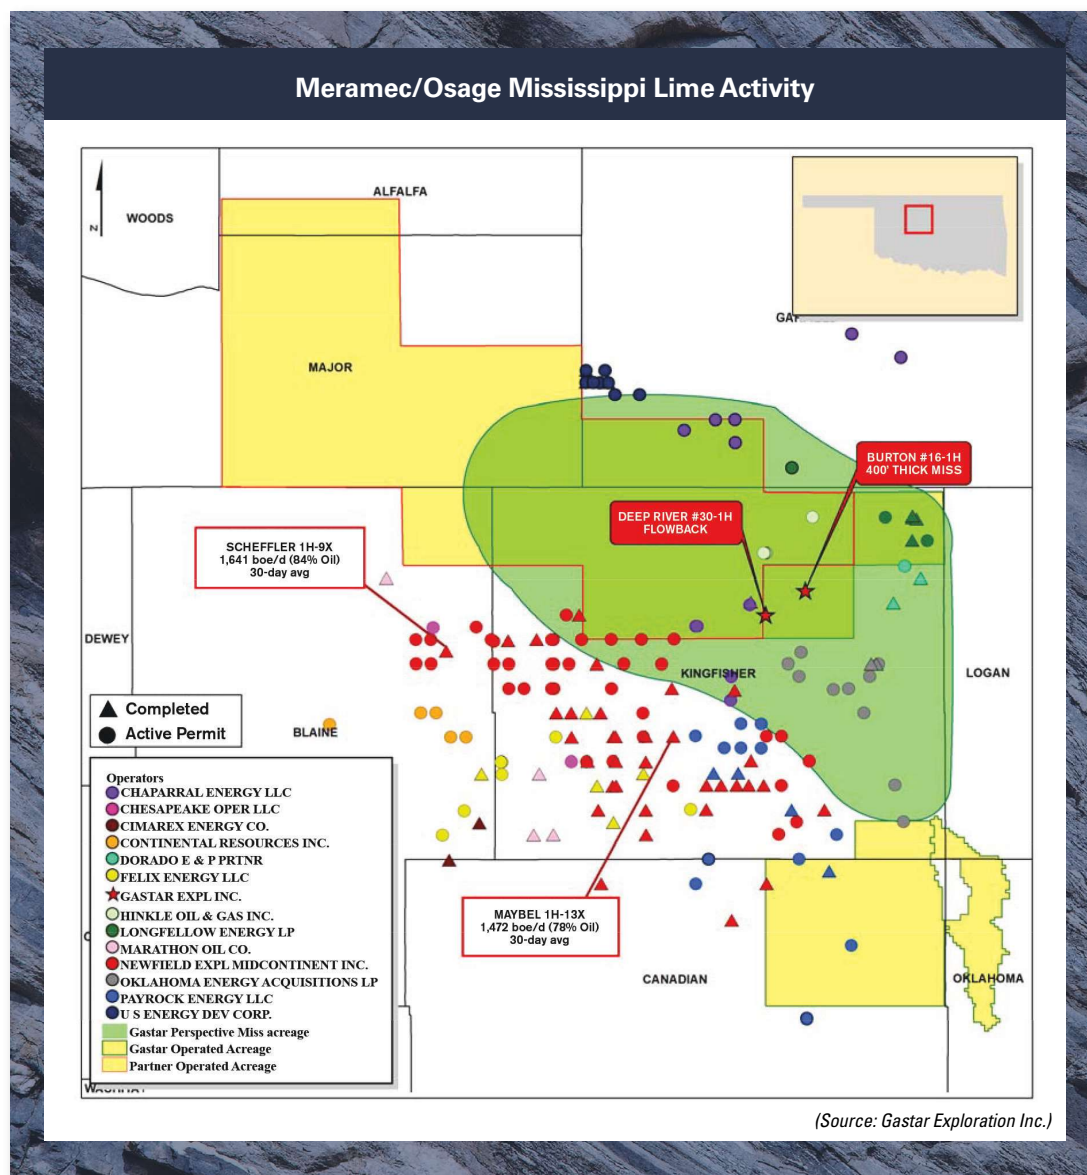 Meramec/Osage Mississippi Lime Activity
N
WOODS
ALFALFA
MAJOR
BURTON #16-1H
400' THICK MISS
DEEP RIVER #30-1H
FLOWBACK
SCHEFFLER 1H-9X
1,641 boe/d (84% Oil)
30-day avg
DEWEY
KINGFISHER
LOGAN
Completed
Active Permit
BLAINE
Operators
CHAPARRAL ENERGY LLC
CHESAPEAKE OPER LLC
CIMAREX ENERGY CO.
CONTINENTAL RESOURCES INC.
DORADO E & P PRTNR
FELIX ENERGY LLC
GASTAR EXPL INC.
HINKLE OIL & GAS INC.
LONGFELLOW ENERGY LP
MARATHON OIL CO.
NEWFIELD EXPL MIDCONTINENT INC.
OKLAHOMA ENERGY ACQUISITIONS LP
PAYROCK ENERGY LLC
U S ENERGY DEV CORP.
Gastar Perspective Miss acreage
Gastar Operated Acreage
Partner Operated Acreage
MAYBEL 1H-13X
1,472 boe/d (78% Oil)
30-day avg
CANADIAN
OKLAHOMA
(Source: Gastar Exploration Inc.)